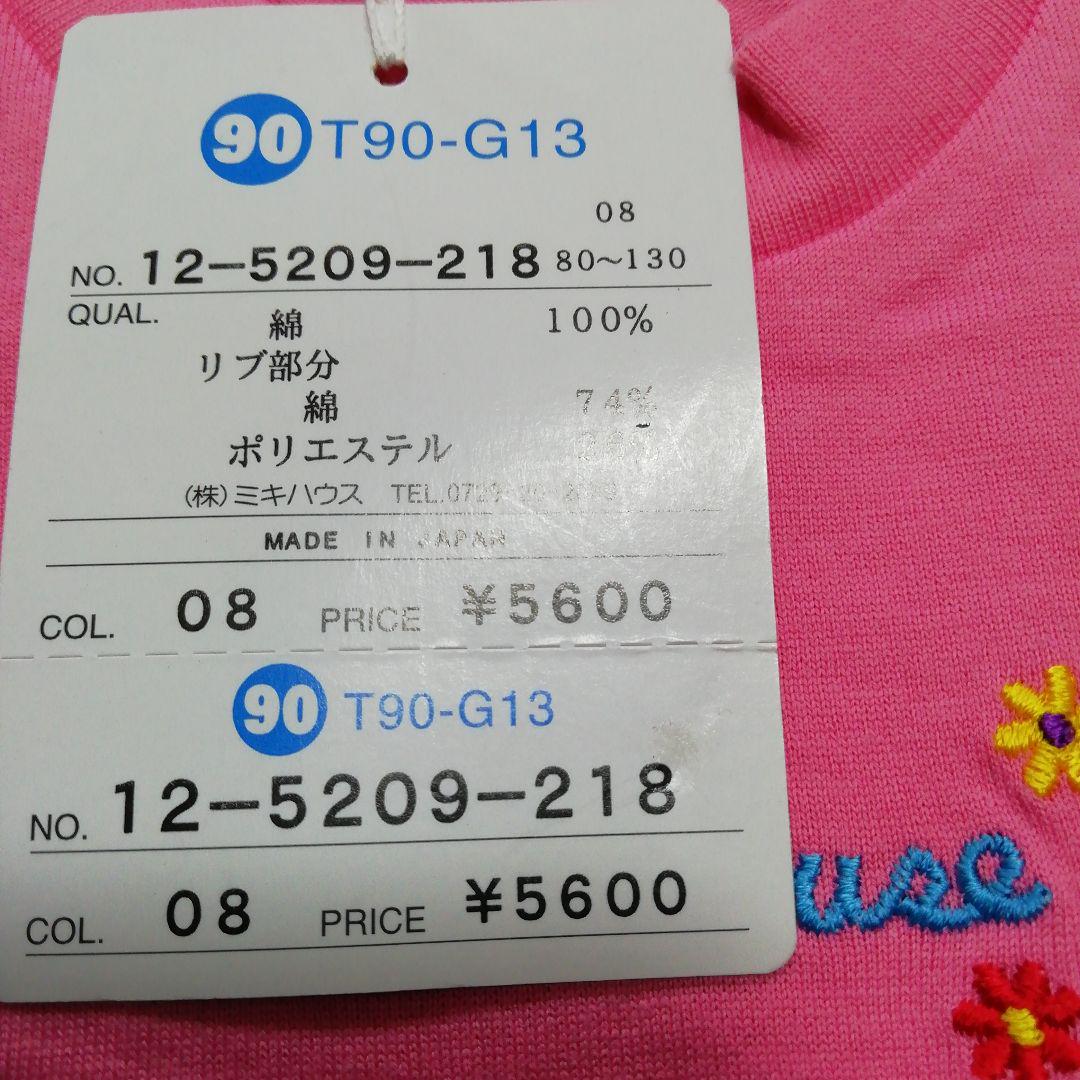 90 T90-G13
08
NO. 12-5209-218 80~130
QUAL. 綿 100%
リブ部分
綿 74%
ポリエステル
(株)ミキハウス TEL.
MADE IN JAPAN
COL. 08 PRICE ¥5600
90 T90-G13
NO. 12-5209-218
COL. 08 PRICE ¥5600
use